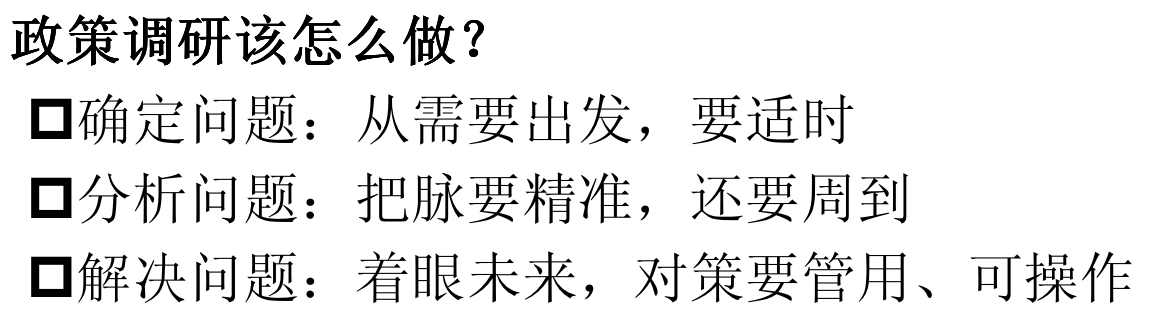 政策调研该怎么做？
确定问题：从需要出发，要适时
分析问题：把脉要精准，还要周到
解决问题：着眼未来，对策要管用、可操作